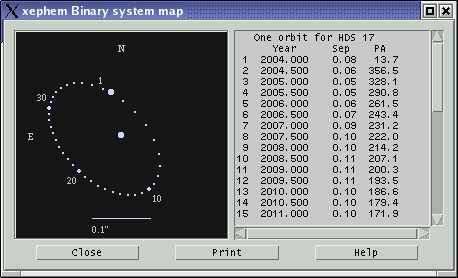 xephem Binary system map
N
1
30
E
20
10
0.1"
One orbit for HDS 17
Year Sep PA
1 2004.000 0.08 13.7
2 2004.500 0.06 356.5
3 2005.000 0.05 328.1
4 2005.500 0.05 290.8
5 2006.000 0.06 261.5
6 2006.500 0.07 243.4
7 2007.000 0.09 231.2
8 2007.500 0.10 222.0
9 2008.000 0.10 214.2
10 2008.500 0.11 207.1
11 2009.000 0.11 200.3
12 2009.500 0.11 193.5
13 2010.000 0.10 186.6
14 2010.500 0.10 179.4
15 2011.000 0.10 171.9
Close Print Help